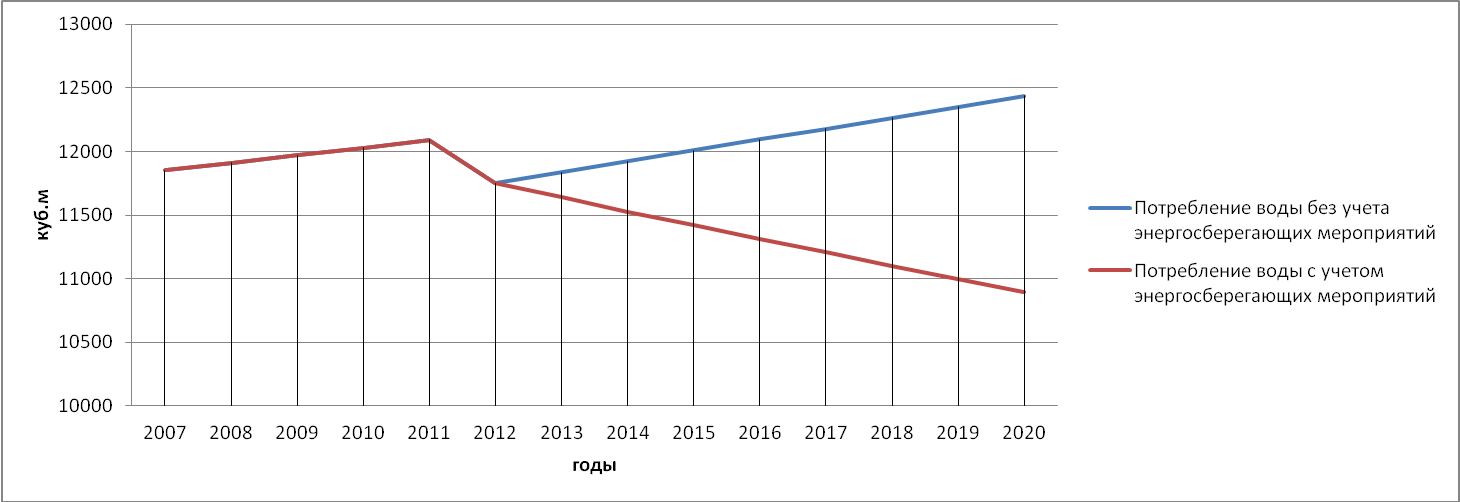 13000
12500
12000
11500
11000
10500
10000
куб.м
2007 2008 2009 2010 2011 2012 2013 2014 2015 2016 2017 2018 2019 2020
годы
Потребление воды без учета
энергосберегающих мероприятий
Потребление воды с учетом
энергосберегающих мероприятий